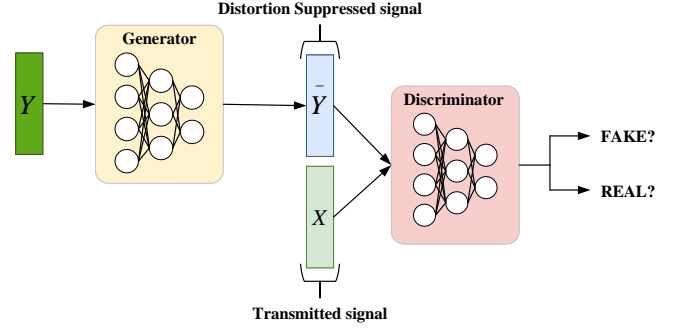 Distortion Suppressed signal
Generator
Y
Ȳ
Discriminator
FAKE?
X
REAL?
Transmitted signal